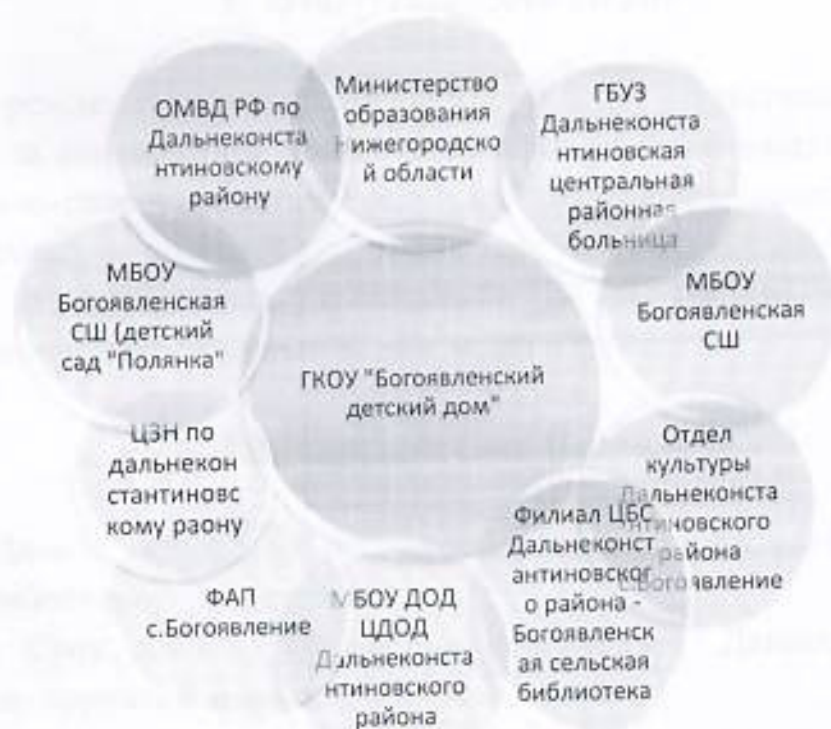 Министерство
образования
Нижегородско
й области
ГБУЗ
Дальнеконста
нтиновская
центральная
районная
больница
МБОУ
Богоявленская
СШ
Отдел
культуры
Дальнеконста
нтиновского
района
с.Богоявление
Филиал ЦБС
Дальнеконст
антиновског
о района -
Богоявленск
ая сельская
библиотека
МБОУ ДОД
ЦДОД
Дальнеконста
нтиновского
района
ФАП
с.Богоявление
ЦЗН по
дальнекон
стантиновс
кому раону
МБОУ
Богоявленская
СШ (детский
сад "Полянка"
ОМВД РФ по
Дальнеконста
нтиновскому
району
ГКОУ "Богоявленский
детский дом"